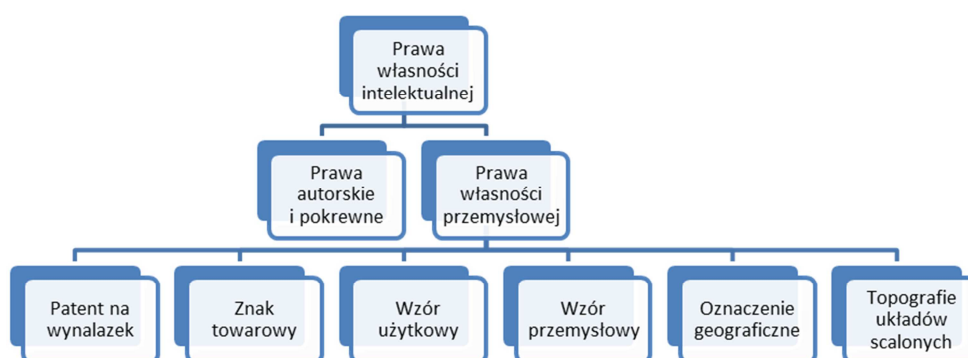 Prawa
własności
intelektualnej
Prawa
autorskie
i pokrewne
Prawa
własności
przemysłowej
Patent na
wynalazek
Znak
towarowy
Wzór
użytkowy
Wzór
przemysłowy
Oznaczenie
geograficzne
Topografie
układów
scalonych